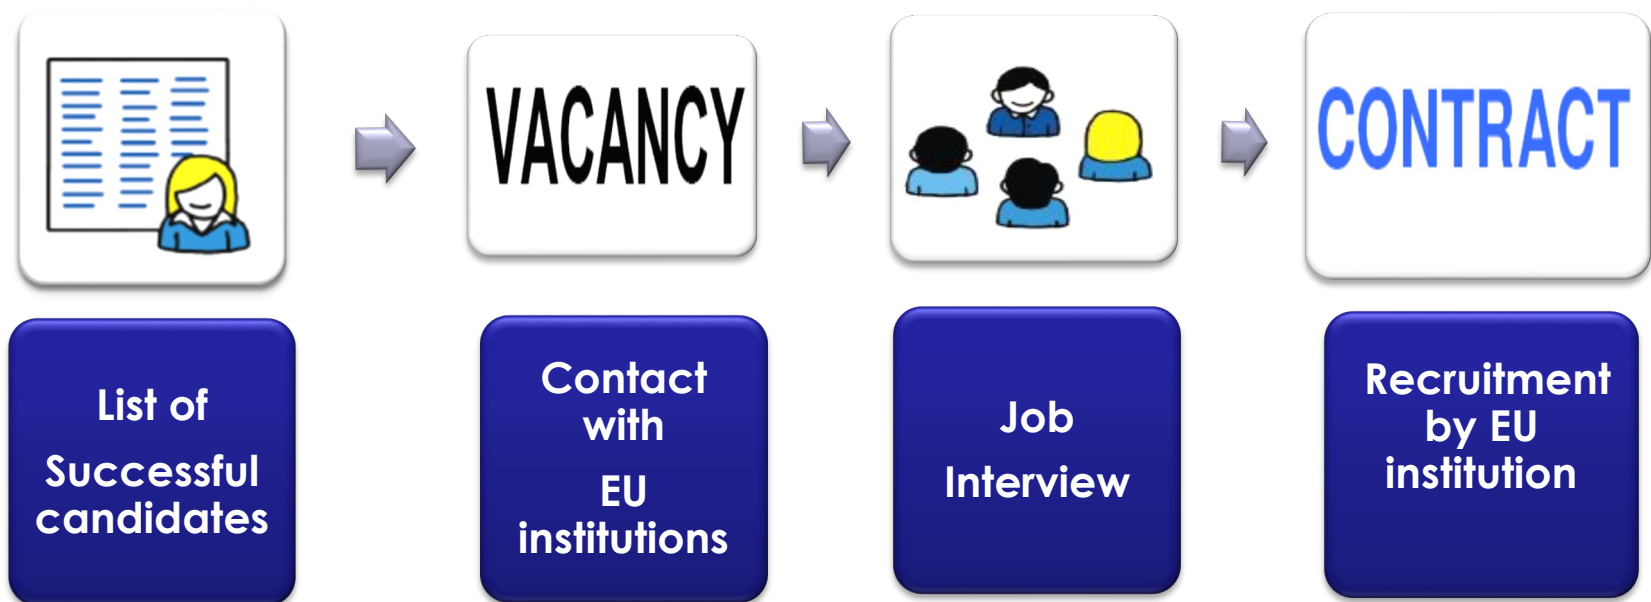 VACANCY
CONTRACT
List of
Successful
candidates
Contact
with
EU
institutions
Job
Interview
Recruitment
by EU
institution